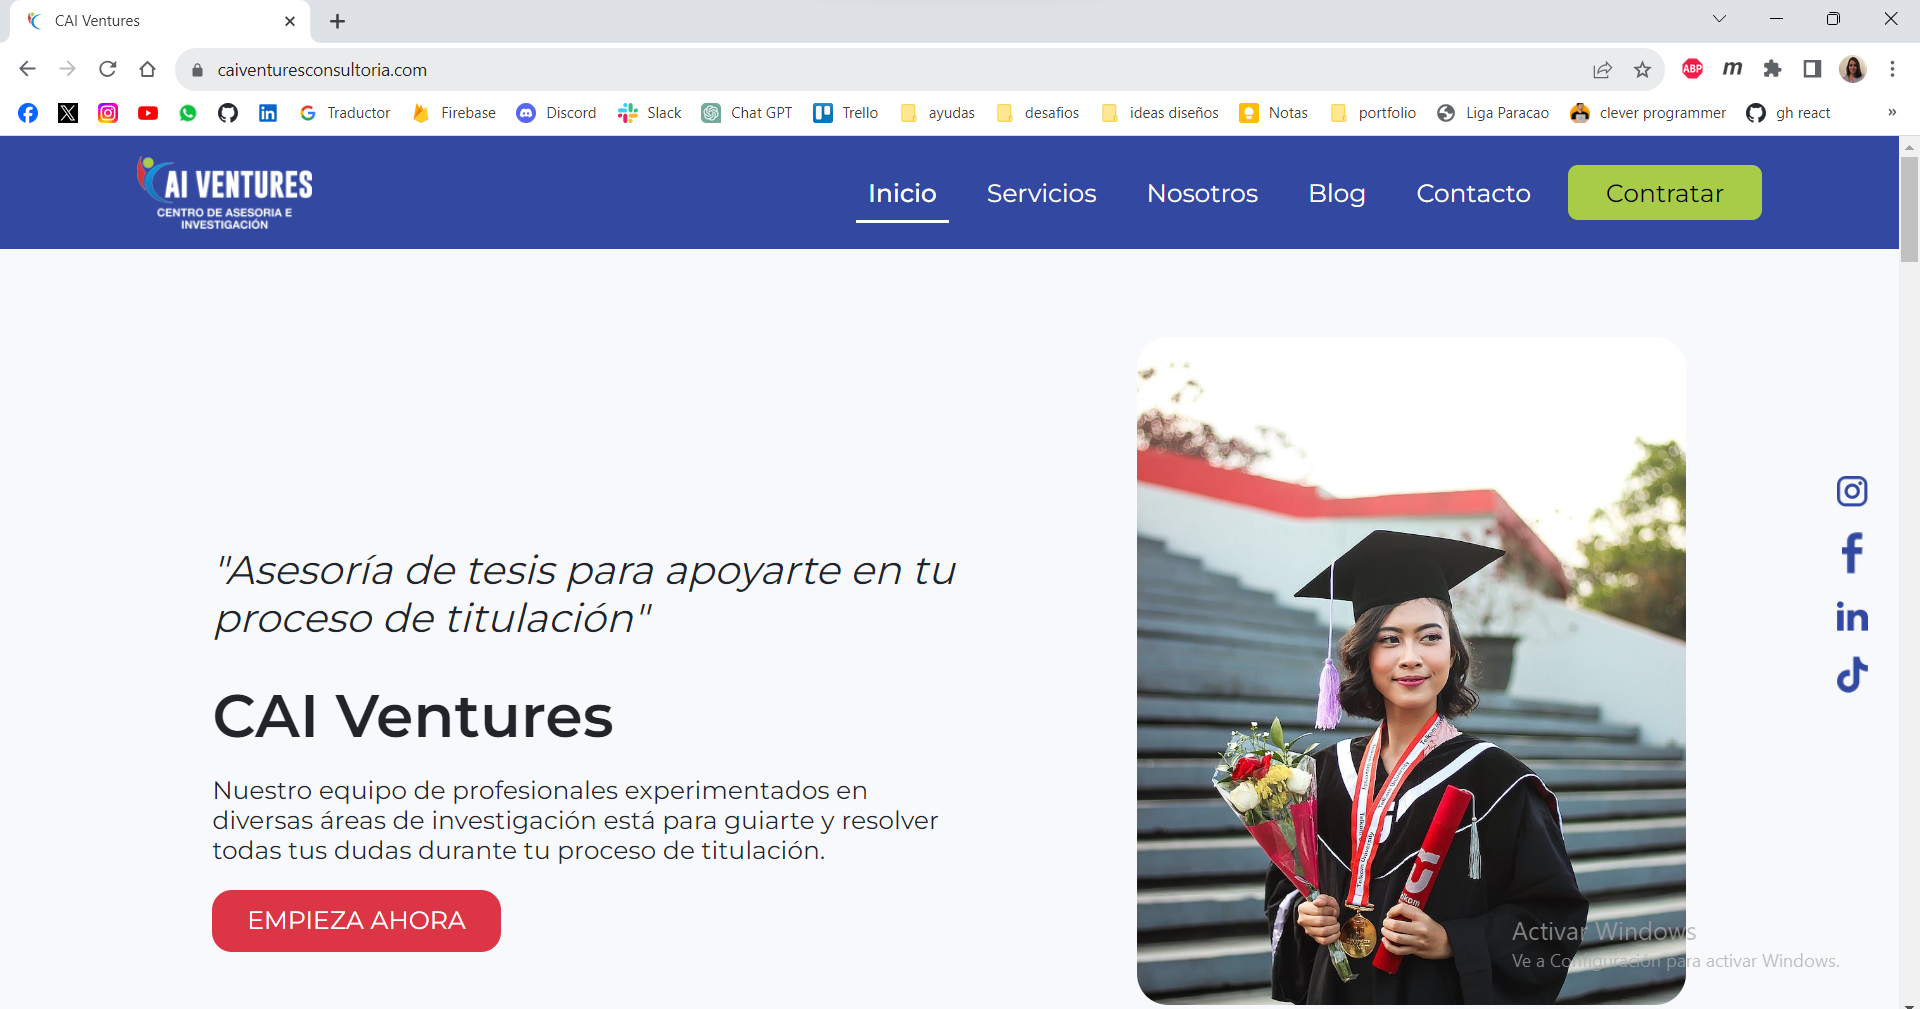 CAI Ventures
caiventuresconsultoria.com
ABP
m
Traductor
Firebase
Discord
Slack
Chat GPT
Trello
ayudas
desafios
ideas diseños
Notas
portfolio
Liga Paracao
clever programmer
gh react
»
AI VENTURES
CENTRO DE ASESORIA E
INVESTIGACIÓN
Inicio
Servicios
Nosotros
Blog
Contacto
Contratar
"Asesoría de tesis para apoyarte en tu
proceso de titulación"
CAI Ventures
Nuestro equipo de profesionales experimentados en
diversas áreas de investigación está para guiarte y resolver
todas tus dudas durante tu proceso de titulación.
EMPIEZA AHORA
Telkom University
Activar Windows
Ve a Configuración para activar Windows.